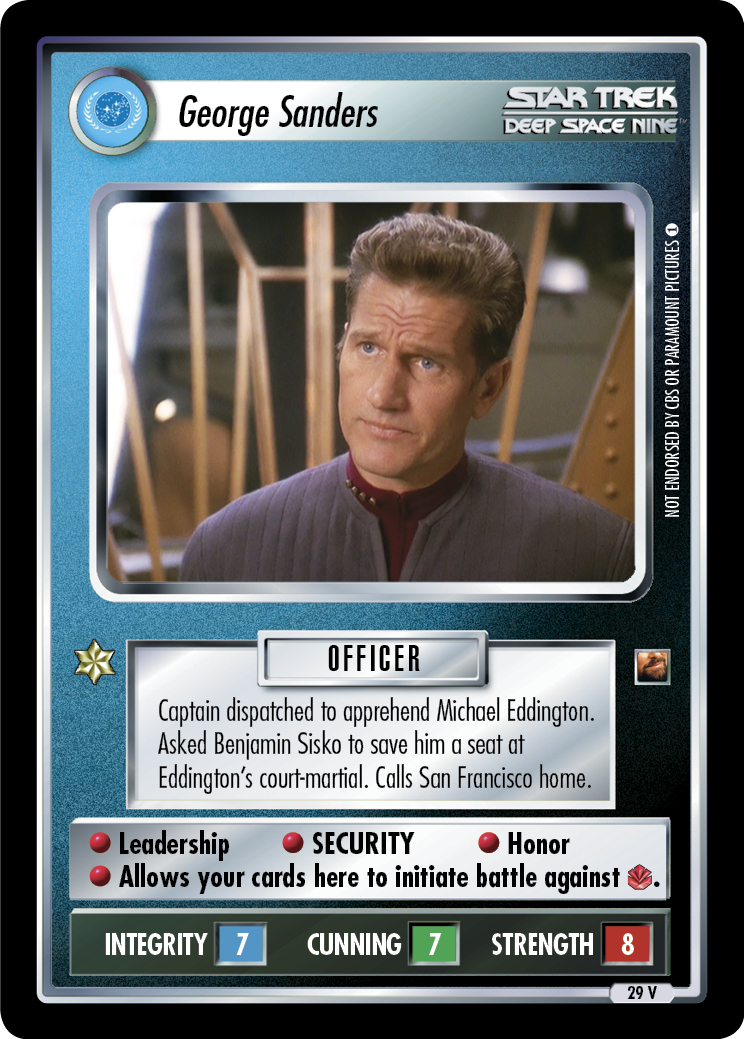 George Sanders
STAR TREK
DEEP SPACE NINE™
NOT ENDORSED BY CBS OR PARAMOUNT PICTURES 1
OFFICER
Captain dispatched to apprehend Michael Eddington.
Asked Benjamin Sisko to save him a seat at
Eddington's court-martial. Calls San Francisco home.
Leadership SECURITY Honor
Allows your cards here to initiate battle against .
INTEGRITY 7 CUNNING 7 STRENGTH 8
29 V